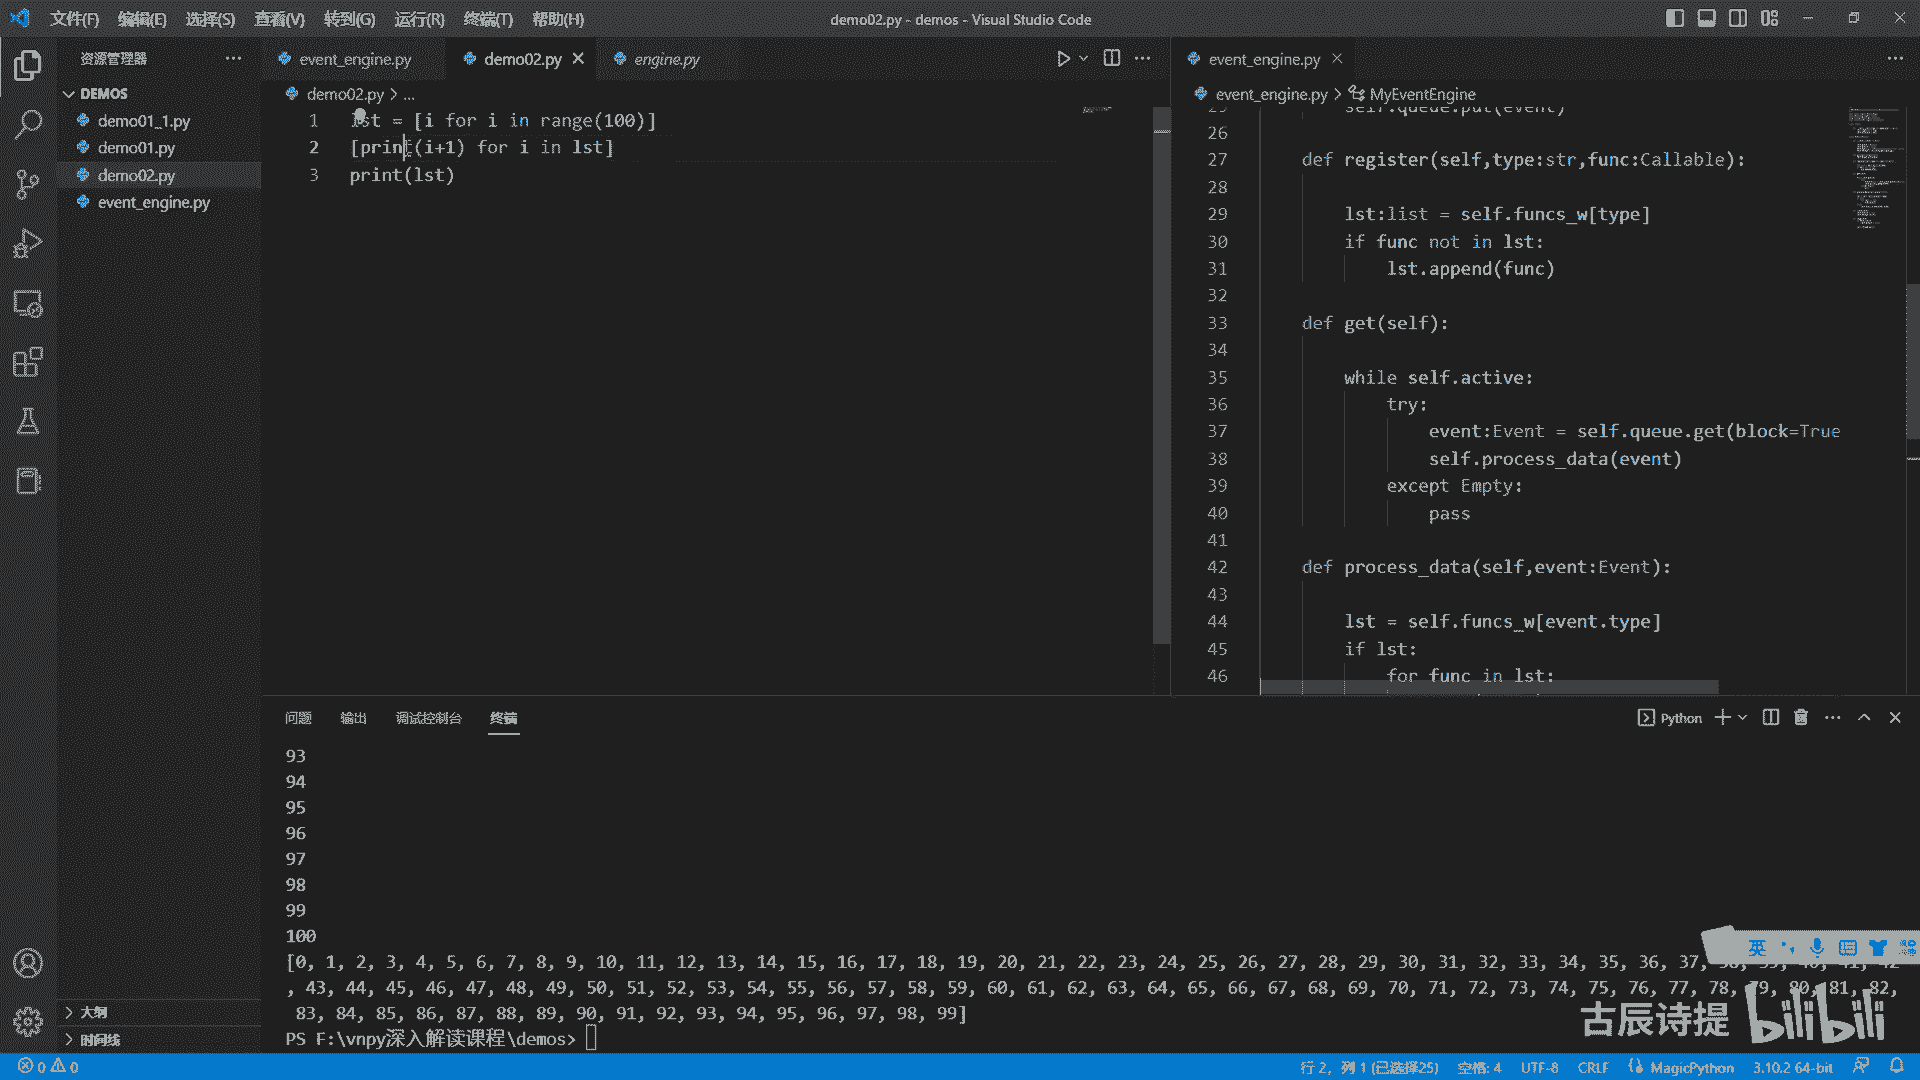 文件(F) 编辑(E) 选择(S) 查看(V) 转到(G) 运行(R) 终端(T) 帮助(H)
demo02.py - demos - Visual Studio Code
资源管理器
DEMOS
demo01_1.py
demo01.py
demo02.py
event_engine.py
大纲
时间线
event_engine.py
demo02.py
engine.py
demo02.py > ...
1 lst = [i for i in range(100)]
2 [print(i+1) for i in lst]
3 print(lst)
event_engine.py
event_engine.py > MyEventEngine
25 self.queue.put(event)
26
27 def register(self,type:str,func:Callable):
28
29 lst:list = self.funcs_w[type]
30 if func not in lst:
31 lst.append(func)
32
33 def get(self):
34
35 while self.active:
36 try:
37 event:Event = self.queue.get(block=True
38 self.process_data(event)
39 except Empty:
40 pass
41
42 def process_data(self,event:Event):
43
44 lst = self.funcs_w[event.type]
45 if lst:
46 for func in lst:
问题 输出 调试控制台 终端
Python
93
94
95
96
97
98
99
100
[0, 1, 2, 3, 4, 5, 6, 7, 8, 9, 10, 11, 12, 13, 14, 15, 16, 17, 18, 19, 20, 21, 22, 23, 24, 25, 26, 27, 28, 29, 30, 31, 32, 33, 34, 35, 36, 37, 38, 39, 40, 41, 42
, 43, 44, 45, 46, 47, 48, 49, 50, 51, 52, 53, 54, 55, 56, 57, 58, 59, 60, 61, 62, 63, 64, 65, 66, 67, 68, 69, 70, 71, 72, 73, 74, 75, 76, 77, 78, 79, 80, 81, 82,
83, 84, 85, 86, 87, 88, 89, 90, 91, 92, 93, 94, 95, 96, 97, 98, 99]
PS F:\vnpy深入解读课程\demos>
英
古辰诗提 bilibili
0 0
行 2，列 1 (已选择25) 空格: 4 UTF-8 CRLF MagicPython 3.10.2 64-bit